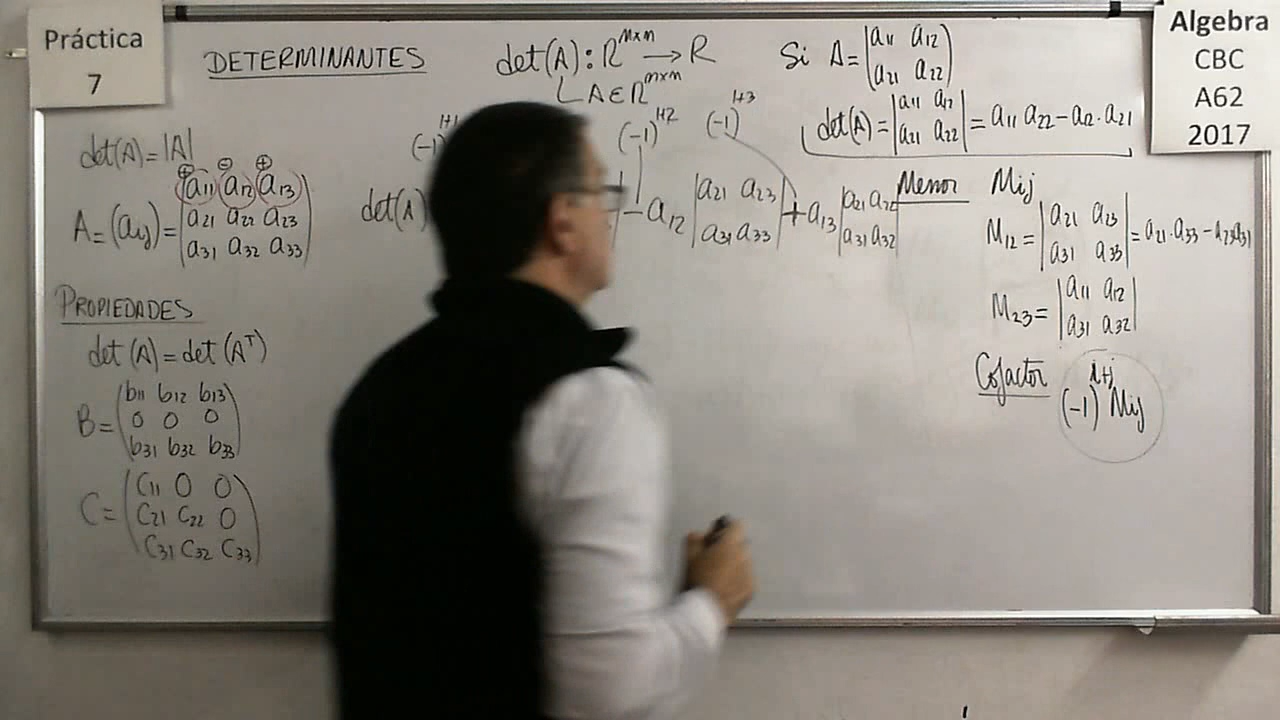 Práctica
7
DETERMINANTES
det(A): R^{n×n} → R
A ∈ R^{n×n}
Si A = (a11 a12
a21 a22)
det(A) = |a11 a12
a21 a22| = a11 a22 - a12 . a21
Algebra
CBC
A62
2017
det(A) = |A|
⊕ ⊖ ⊕
A = (aij) = (a11 a12 a13
a21 a22 a23
a31 a32 a33)
(-1)^{1+1} (-1)^{1+2} (-1)^{1+3}
det(A)
- a12 |a21 a23
a31 a33| + a13 |a21 a22
a31 a32|
Menor Mij
M12 = |a21 a23
a31 a33| = a21 . a33 - a23 a31
M23 = |a11 a12
a31 a32|
Cofactor (-1)^{i+j} Mij
PROPIEDADES
det(A) = det(A^T)
B = (b11 b12 b13
0 0 0
b31 b32 b33)
C = (C11 0 0
C21 C22 0
C31 C32 C33)